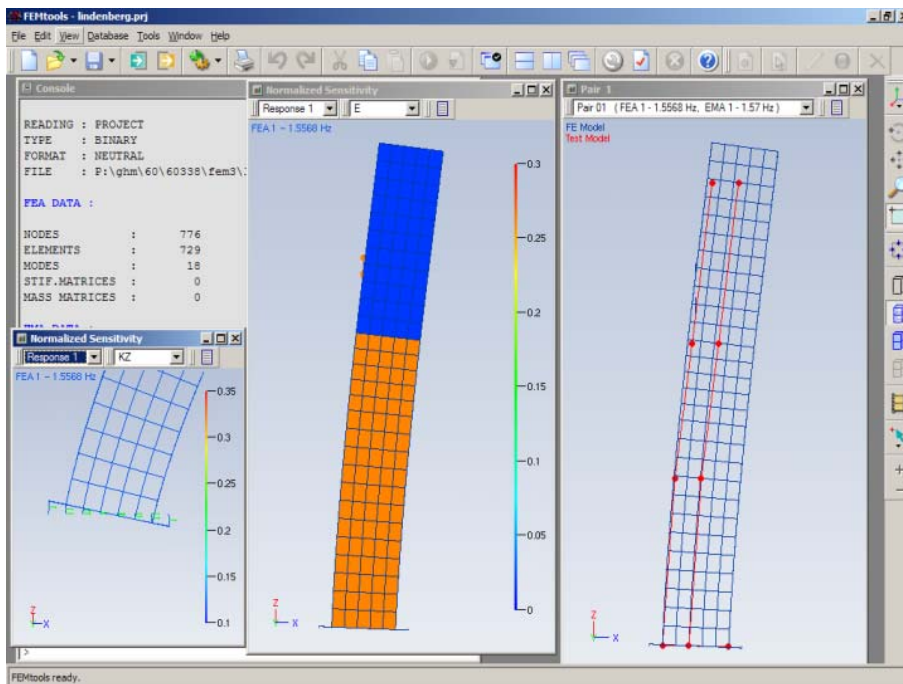 FEMtools - lindenberg.prj
File Edit View Database Tools Window Help
Console
READING : PROJECT
TYPE : BINARY
FORMAT : NEUTRAL
FILE : P:\ghm\60\60338\fem3\
FEA DATA :
NODES : 776
ELEMENTS : 729
MODES : 18
STIF.MATRICES : 0
MASS MATRICES : 0
Normalized Sensitivity
Response 1 KZ
FEA 1 - 1.5568 Hz
0.35
0.3
0.25
0.2
0.15
0.1
Z
X
Normalized Sensitivity
Response 1 E
FEA 1 - 1.5568 Hz
0.3
0.25
0.2
0.15
0.1
0.05
0
Z
X
Pair 1
Pair 01 ( FEA 1 - 1.5568 Hz, EMA 1 - 1.57 Hz )
FE Model
Test Model
Z
X
>
FEMtools ready.